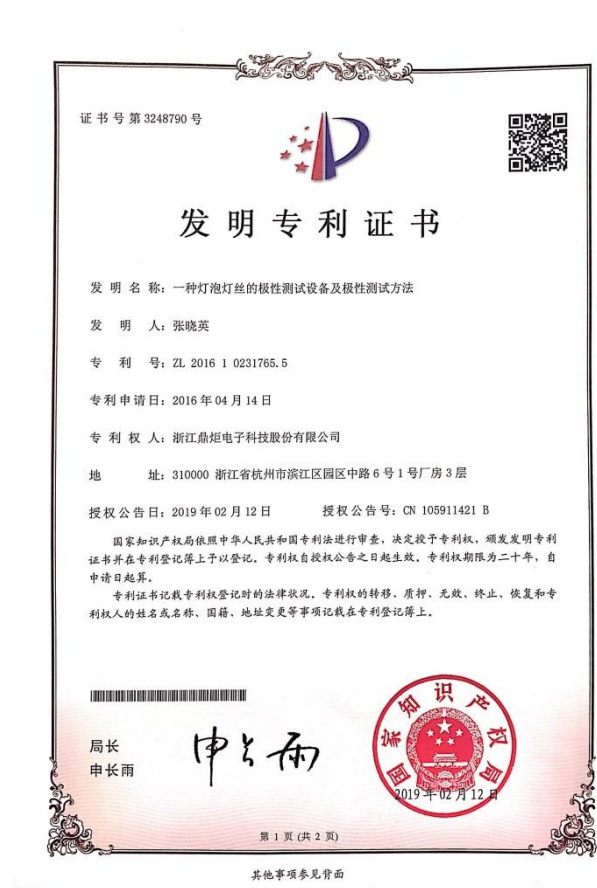 证书号第3248790号
发明专利证书
发明名称：一种灯泡灯丝的极性测试设备及极性测试方法
发明人：张晓英
专利号：ZL 2016 1 0231765.5
专利申请日：2016年04月14日
专利权人：浙江鼎炬电子科技股份有限公司
地址：310000 浙江省杭州市滨江区园区中路6号1号厂房3层
授权公告日：2019年02月12日 授权公告号：CN 105911421 B
国家知识产权局依照中华人民共和国专利法进行审查，决定授予专利权，颁发发明专利
证书并在专利登记簿上予以登记。专利权自授权公告之日起生效。专利权期限为二十年，自
申请日起算。
专利证书记载专利权登记时的法律状况。专利权的转移、质押、无效、终止、恢复和专
利权人的姓名或名称、国籍、地址变更等事项记载在专利登记簿上。
局长
申长雨
申长雨
国家知识产权局
2019年02月12日
第 1 页 (共 2 页)
其他事项参见背面